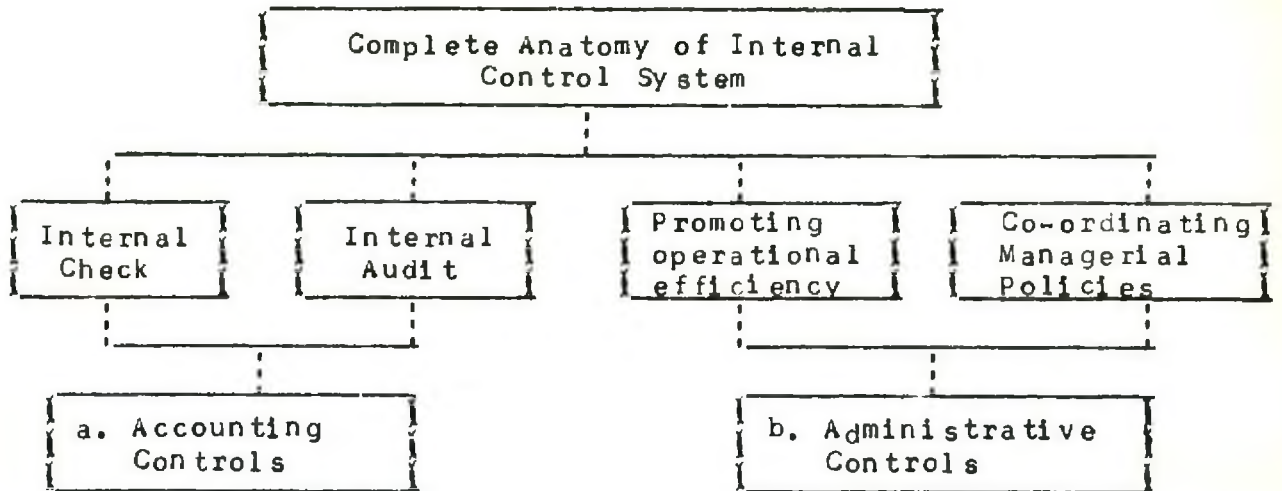 Complete Anatomy of Internal
Control System
Internal
Check
Internal
Audit
Promoting
operational
efficiency
Co-ordinating
Managerial
Policies
a. Accounting
Controls
b. Administrative
Controls